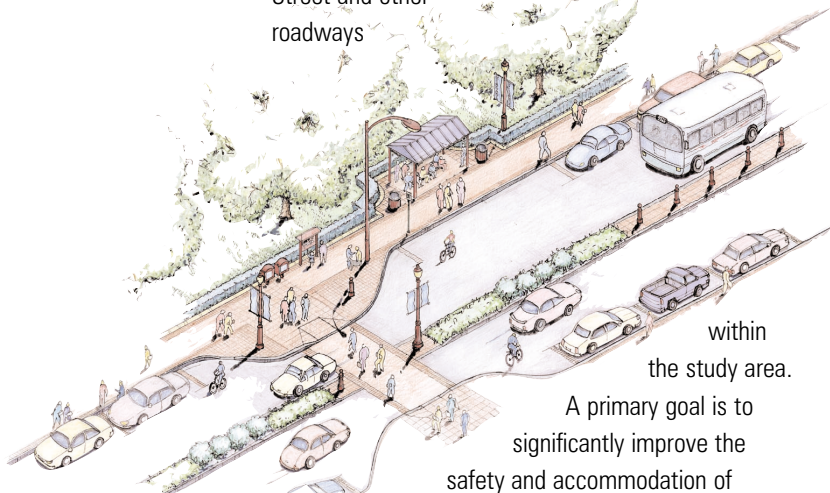 Street and other
roadways
within
the study area.
A primary goal is to
significantly improve the
safety and accommodation of